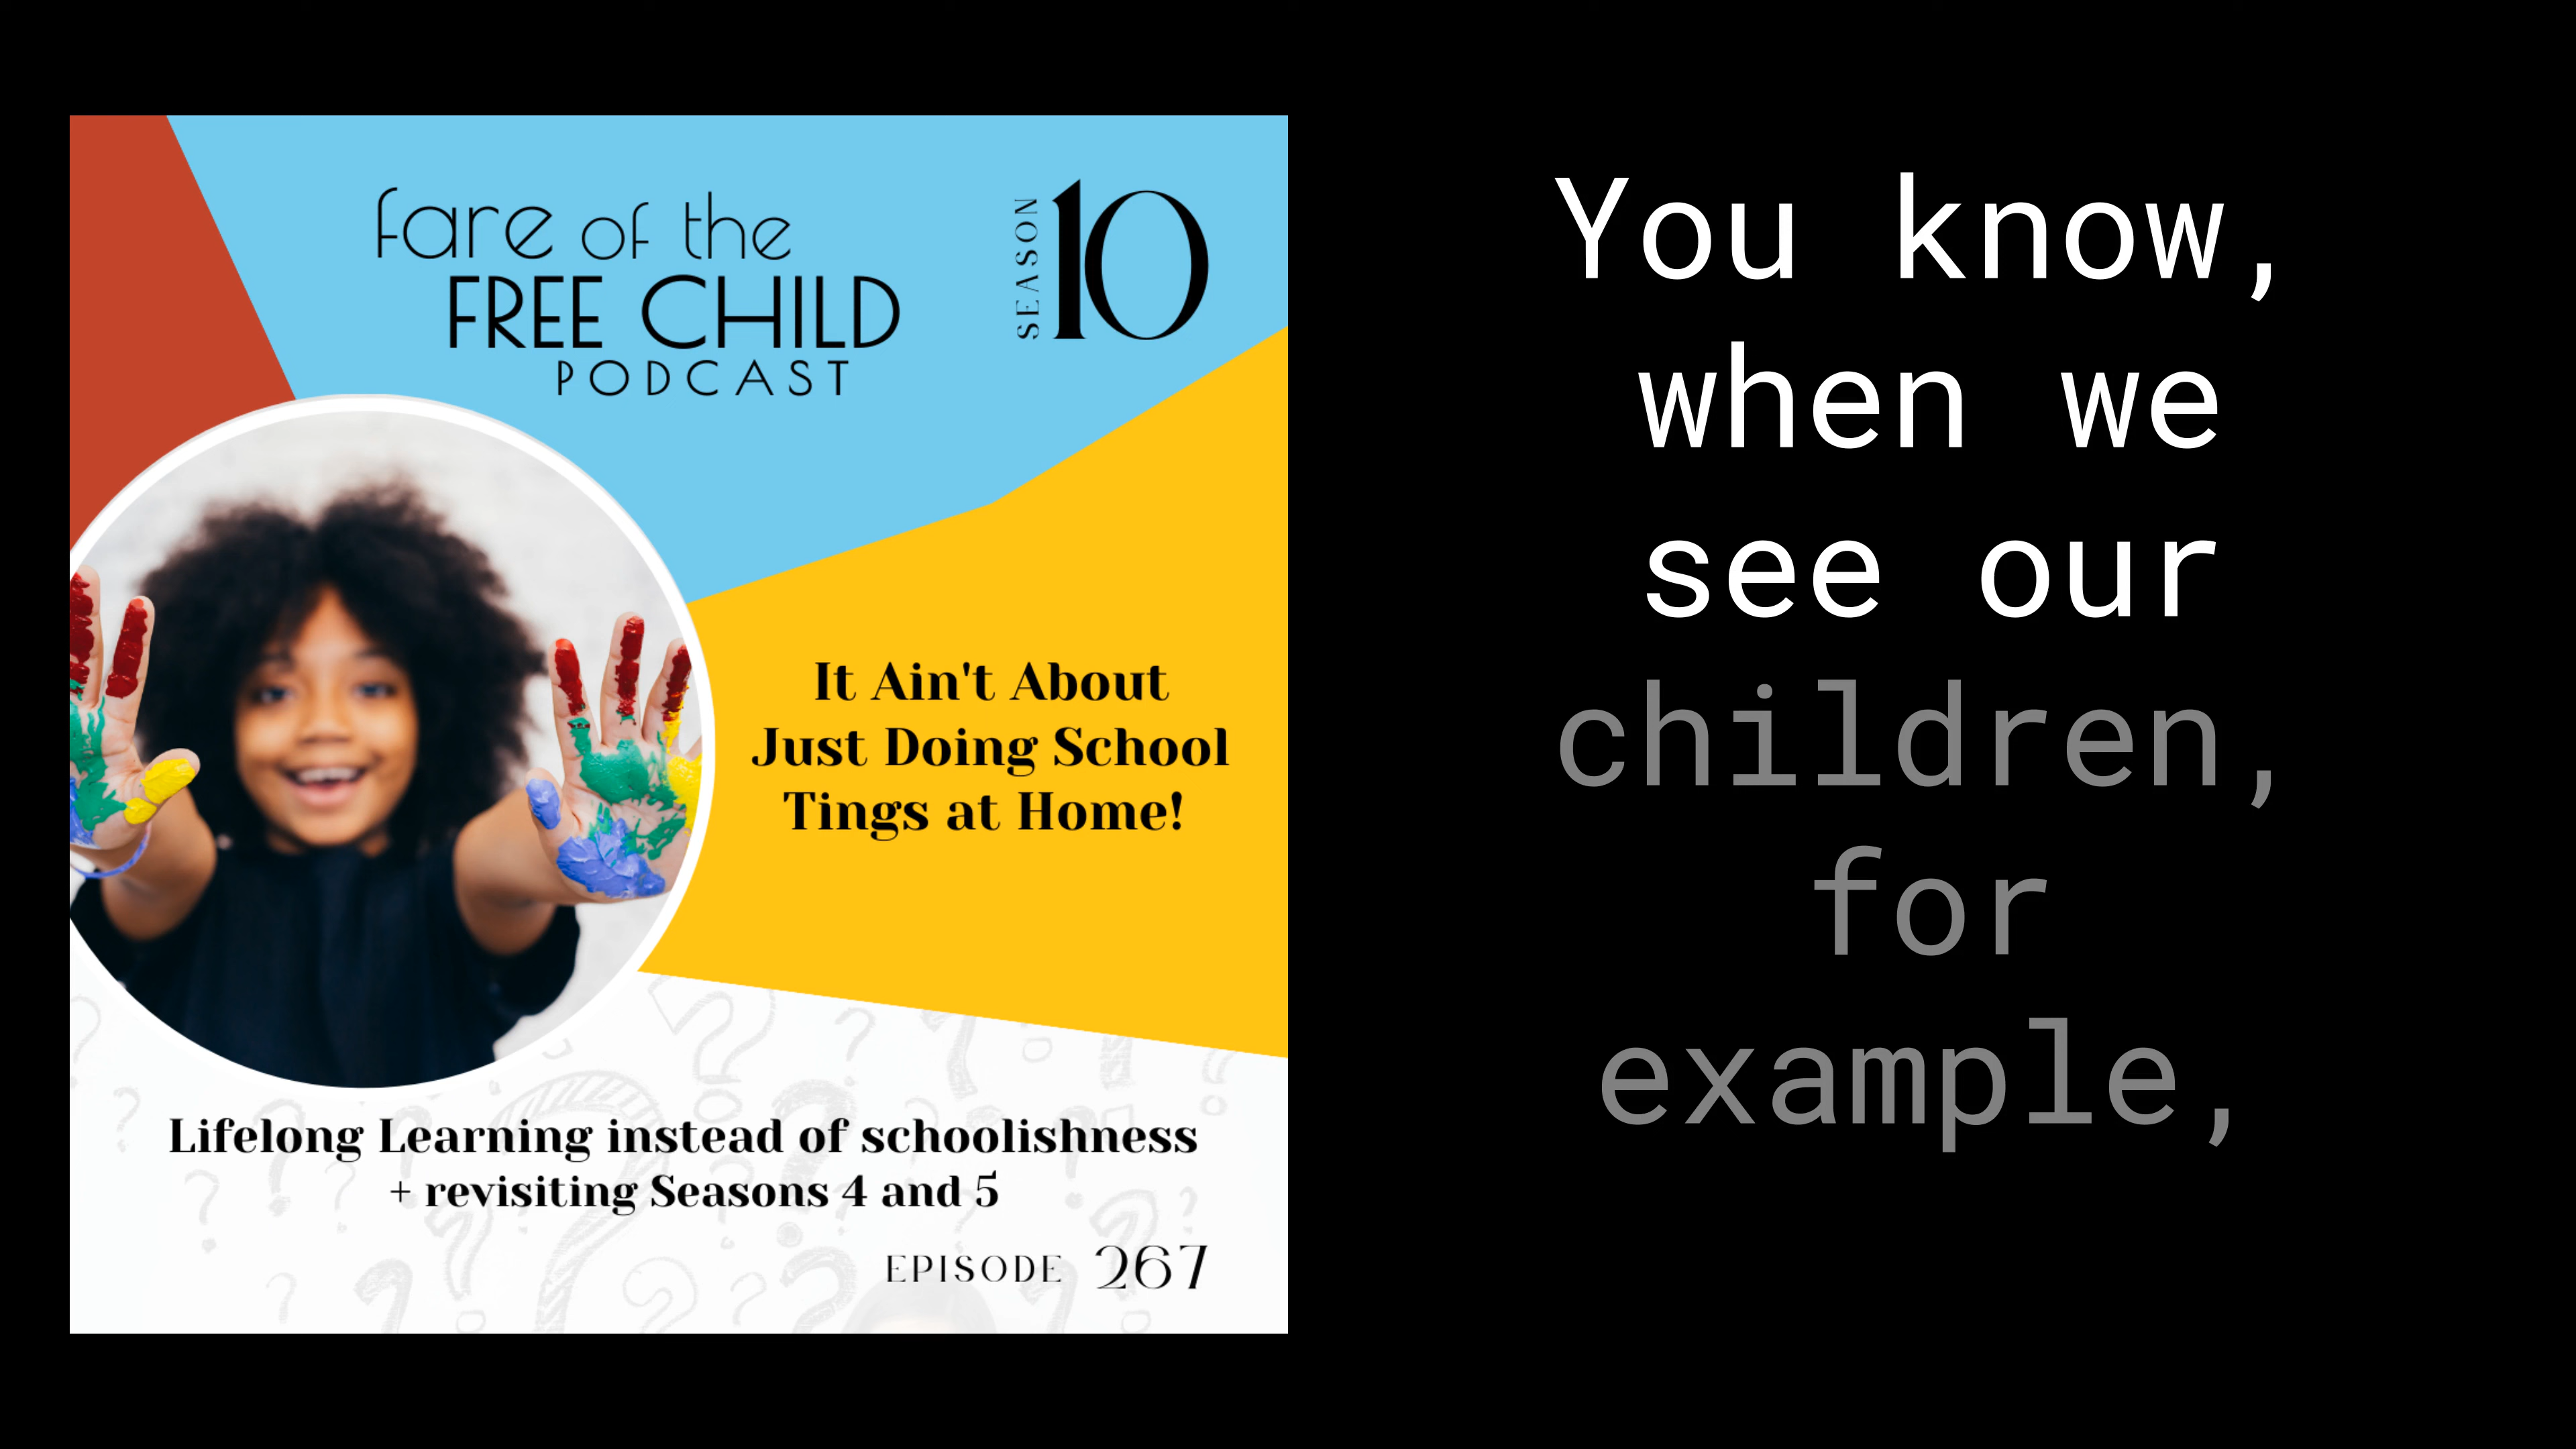 fare of the
FREE CHILD
PODCAST
SEASON 10
It Ain't About
Just Doing School
Tings at Home!
Lifelong Learning instead of schoolishness
+ revisiting Seasons 4 and 5
EPISODE 267
You know,
when we
see our
children,
for
example,